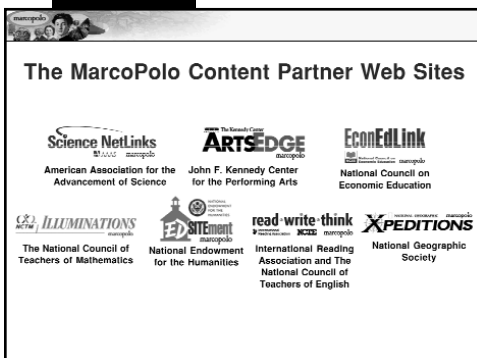 marcopolo
The MarcoPolo Content Partner Web Sites
Science NetLinks
marcopolo
American Association for the
Advancement of Science
The Kennedy Center
ARTSEDGE
marcopolo
John F. Kennedy Center
for the Performing Arts
EconEdLink
marcopolo
National Council on
Economic Education
NCTM ILLUMINATIONS
marcopolo
The National Council of
Teachers of Mathematics
NATIONAL
ENDOWMENT
FOR THE
HUMANITIES
EDSITEment
marcopolo
National Endowment
for the Humanities
read·write·think
NCTE marcopolo
International Reading
Association and The
National Council of
Teachers of English
NATIONAL GEOGRAPHIC marcopolo
XPEDITIONS
National Geographic
Society